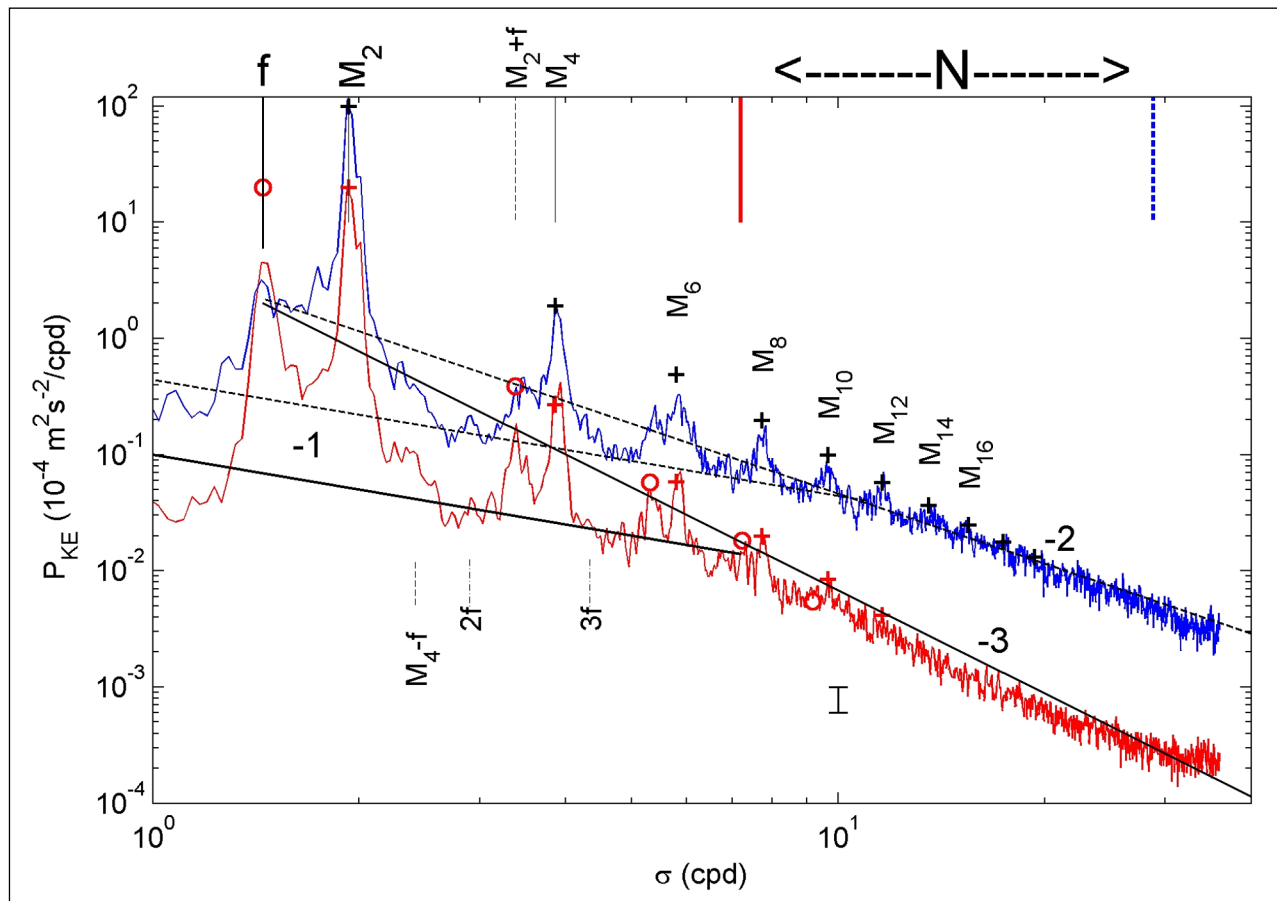 f
M2
M2+f
M4
<-------N------->
10^2
10^1
10^0
10^-1
10^-2
10^-3
10^-4
P_KE (10^-4 m^2 s^-2/cpd)
M6
M8
M10
M12
M14
M16
-1
-2
-3
M4-f
2f
3f
10^0
10^1
σ (cpd)